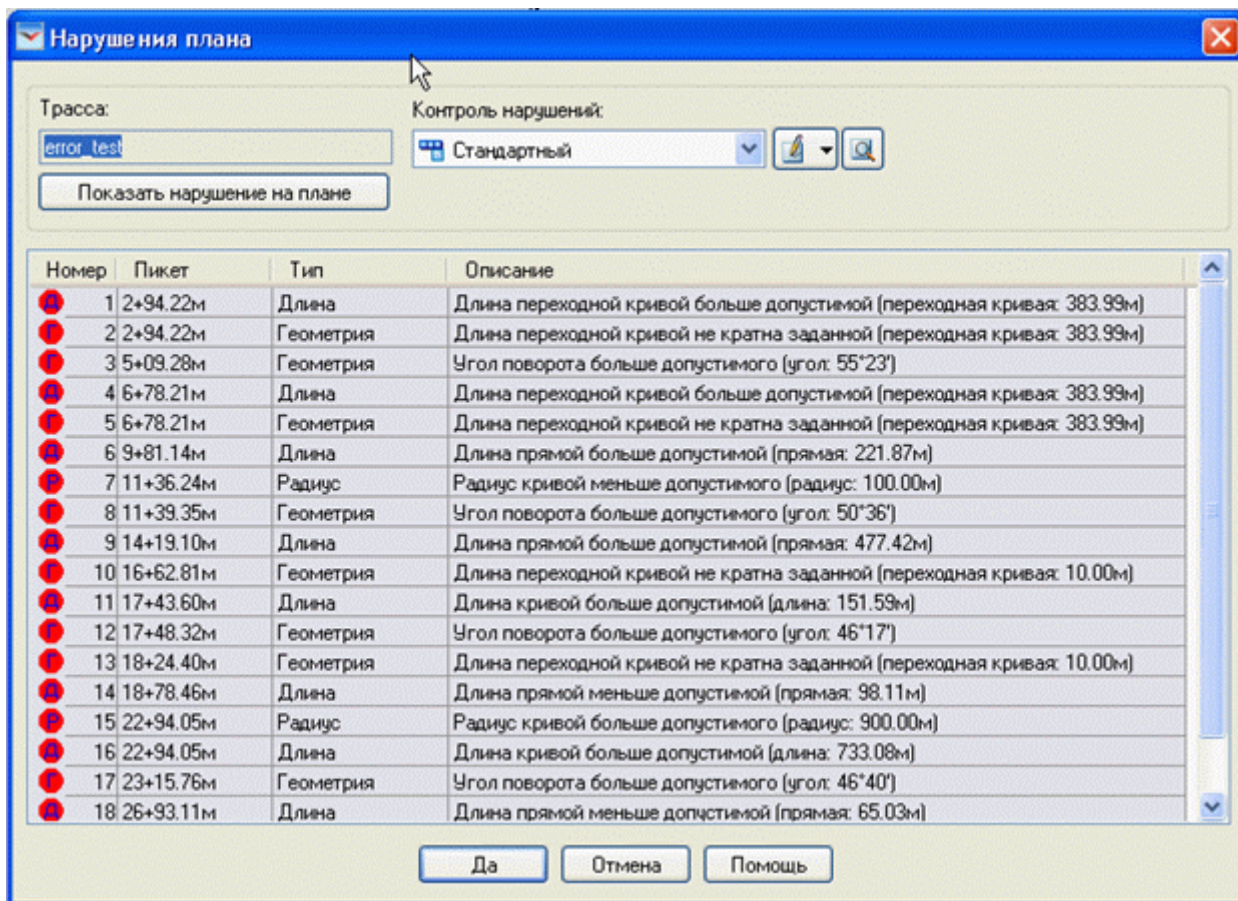 Нарушения плана
Трасса:
Контроль нарушений:
error_test
Стандартный
Показать нарушение на плане
Номер Пикет Тип Описание
Д 1 2+94.22м Длина Длина переходной кривой больше допустимой (переходная кривая: 383.99м)
Г 2 2+94.22м Геометрия Длина переходной кривой не кратна заданной (переходная кривая: 383.99м)
Г 3 5+09.28м Геометрия Угол поворота больше допустимого (угол: 55°23')
Д 4 6+78.21м Длина Длина переходной кривой больше допустимой (переходная кривая: 383.99м)
Г 5 6+78.21м Геометрия Длина переходной кривой не кратна заданной (переходная кривая: 383.99м)
Д 6 9+81.14м Длина Длина прямой больше допустимой (прямая: 221.87м)
Р 7 11+36.24м Радиус Радиус кривой меньше допустимого (радиус: 100.00м)
Г 8 11+39.35м Геометрия Угол поворота больше допустимого (угол: 50°36')
Д 9 14+19.10м Длина Длина прямой больше допустимой (прямая: 477.42м)
Г 10 16+62.81м Геометрия Длина переходной кривой не кратна заданной (переходная кривая: 10.00м)
Д 11 17+43.60м Длина Длина кривой больше допустимой (длина: 151.59м)
Г 12 17+48.32м Геометрия Угол поворота больше допустимого (угол: 46°17')
Г 13 18+24.40м Геометрия Длина переходной кривой не кратна заданной (переходная кривая: 10.00м)
Д 14 18+78.46м Длина Длина прямой меньше допустимой (прямая: 98.11м)
Р 15 22+94.05м Радиус Радиус кривой больше допустимого (радиус: 900.00м)
Д 16 22+94.05м Длина Длина кривой больше допустимой (длина: 733.08м)
Г 17 23+15.76м Геометрия Угол поворота больше допустимого (угол: 46°40')
Д 18 26+93.11м Длина Длина прямой меньше допустимой (прямая: 65.03м)
Да Отмена Помощь